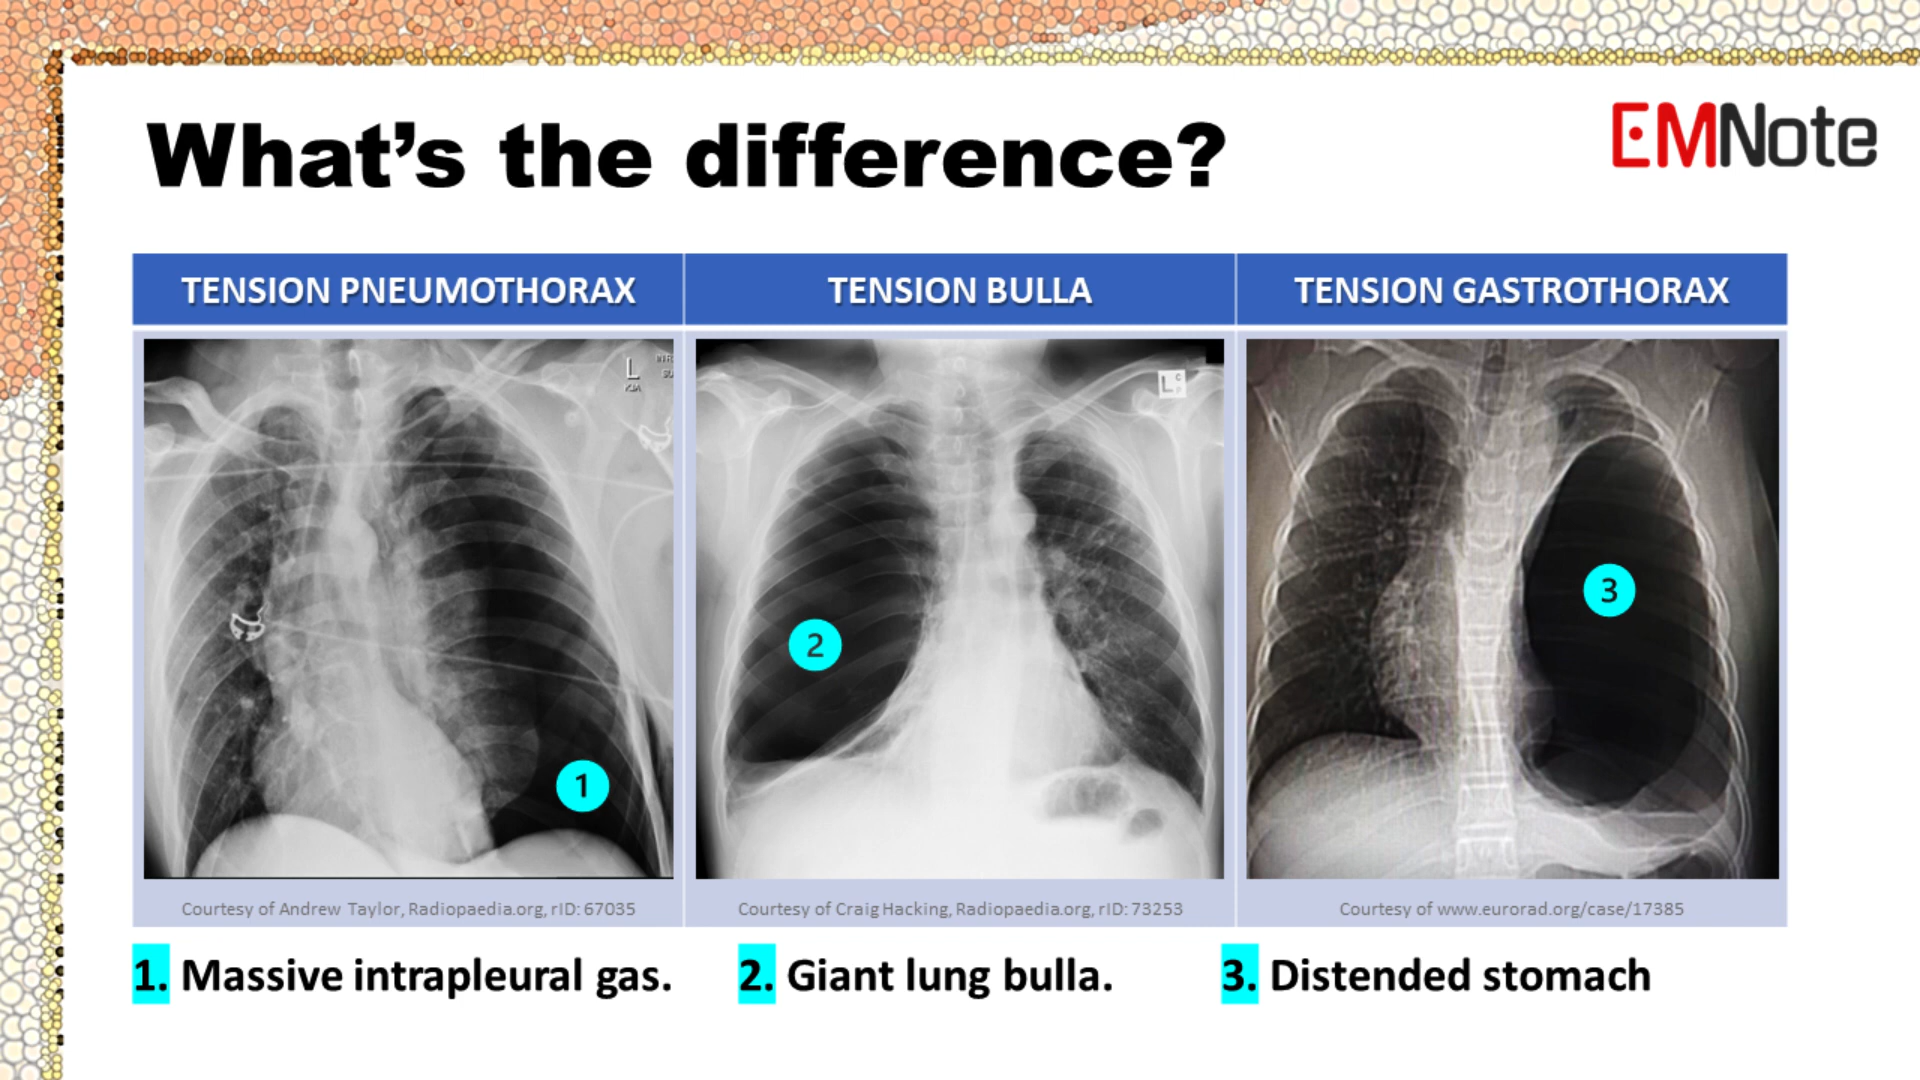 What's the difference?
EMNote
TENSION PNEUMOTHORAX
TENSION BULLA
TENSION GASTROTHORAX
L
KJA
L
1
2
3
Courtesy of Andrew Taylor, Radiopaedia.org, rID: 67035
Courtesy of Craig Hacking, Radiopaedia.org, rID: 73253
Courtesy of www.eurorad.org/case/17385
1. Massive intrapleural gas.
2. Giant lung bulla.
3. Distended stomach